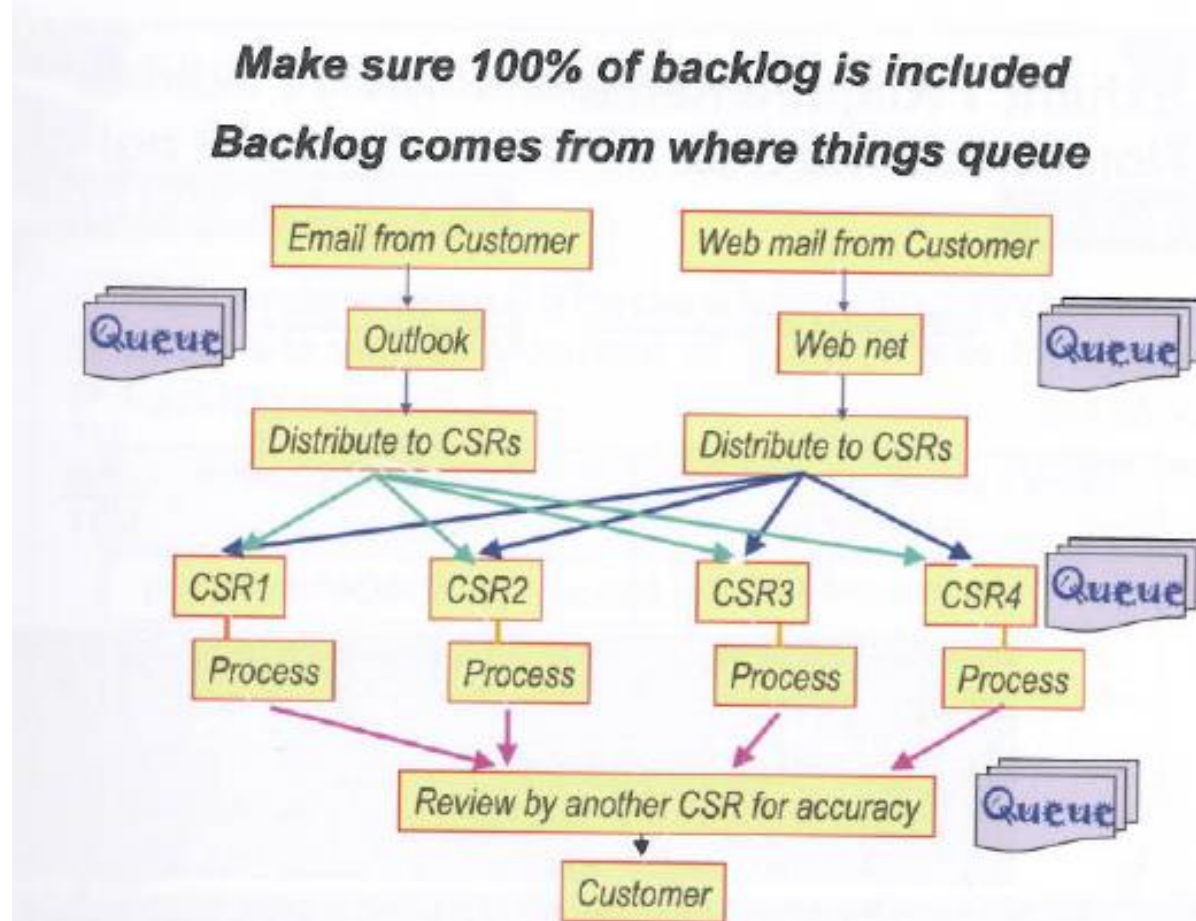 Make sure 100% of backlog is included
Backlog comes from where things queue
Email from Customer
Web mail from Customer
Queue
Outlook
Web net
Queue
Distribute to CSRs
Distribute to CSRs
CSR1
CSR2
CSR3
CSR4
Queue
Process
Process
Process
Process
Review by another CSR for accuracy
Queue
Customer